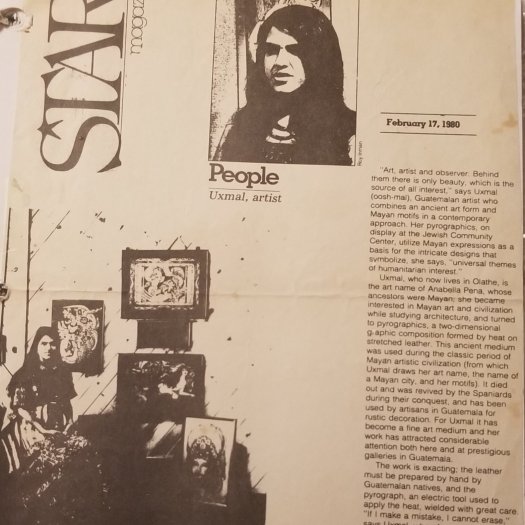 STAR
magazi
People
Uxmal, artist
Roy Inman
February 17, 1980
"Art, artist and observer. Behind
them there is only beauty, which is the
source of all interest," says Uxmal
(oosh-mal), Guatemalan artist who
combines an ancient art form and
Mayan motifs in a contemporary
approach. Her pyrographics, on
display at the Jewish Community
Center, utilize Mayan expressions as a
basis for the intricate designs that
symbolize, she says, "universal themes
of humanitarian interest."
Uxmal, who now lives in Olathe, is
the art name of Anabella Pena, whose
ancestors were Mayan; she became
interested in Mayan art and civilization
while studying architecture, and turned
to pyrographics, a two-dimensional
graphic composition formed by heat on
stretched leather. This ancient medium
was used during the classic period of
Mayan artistic civilization (from which
Uxmal draws her art name, the name of
a Mayan city, and her motifs). It died
out and was revived by the Spaniards
during their conquest, and has been
used by artisans in Guatemala for
rustic decoration. For Uxmal it has
become a fine art medium and her
work has attracted considerable
attention both here and at prestigious
galleries in Guatemala.
The work is exacting; the leather
must be prepared by hand by
Guatemalan natives, and the
pyrograph, an electric tool used to
apply the heat, wielded with great care.
"If I make a mistake, I cannot erase,"
says Uxmal